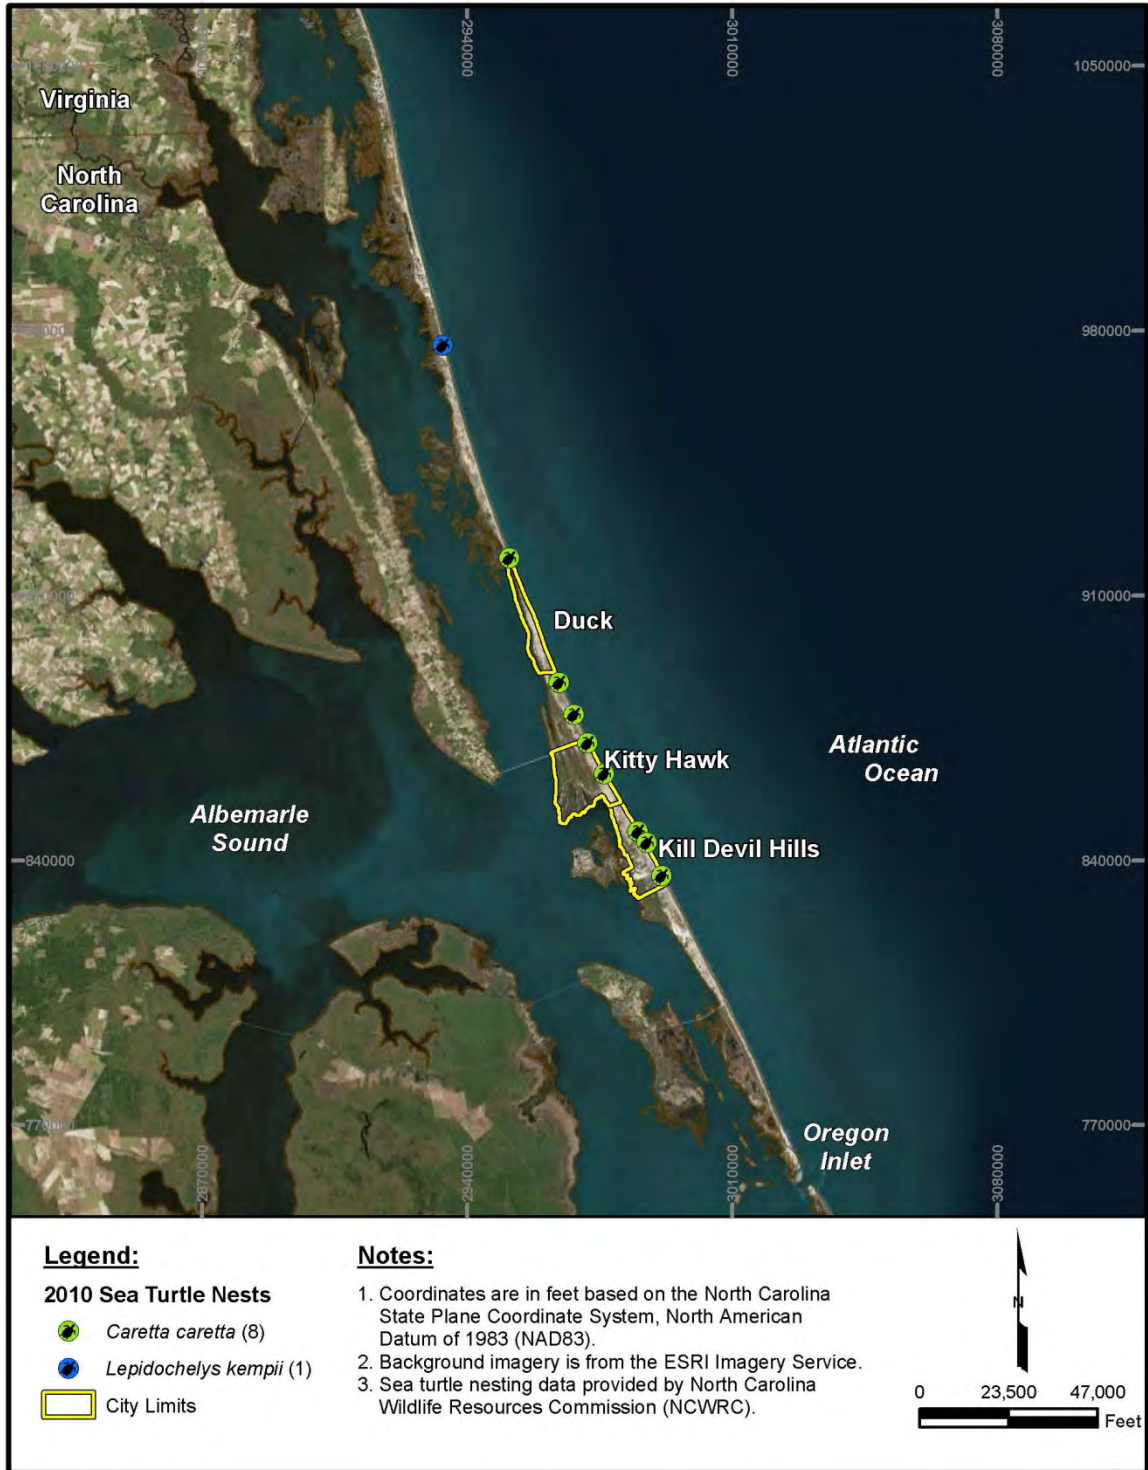 2940000
3010000
3080000
1050000
Virginia
North
Carolina
980000
Duck
910000
Kitty Hawk
Atlantic
Ocean
Albemarle
Sound
Kill Devil Hills
840000
840000
770000
770000
Oregon
Inlet
2870000
2940000
3010000
3080000
Legend:
2010 Sea Turtle Nests
Caretta caretta (8)
Lepidochelys kempii (1)
City Limits
Notes:
1. Coordinates are in feet based on the North Carolina
State Plane Coordinate System, North American
Datum of 1983 (NAD83).
2. Background imagery is from the ESRI Imagery Service.
3. Sea turtle nesting data provided by North Carolina
Wildlife Resources Commission (NCWRC).
N
0 23,500 47,000
Feet